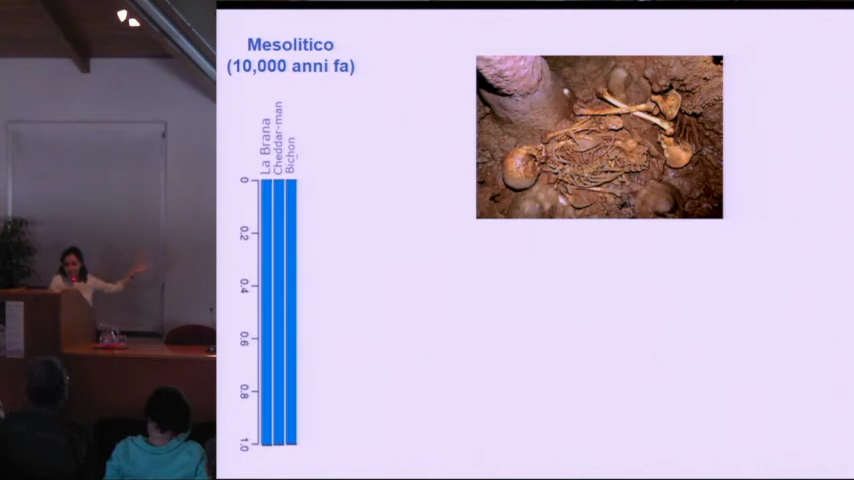 Mesolitico
(10,000 anni fa)
La Brana
Cheddar-man
Bichon
0
0.2
0.4
0.6
0.8
1.0